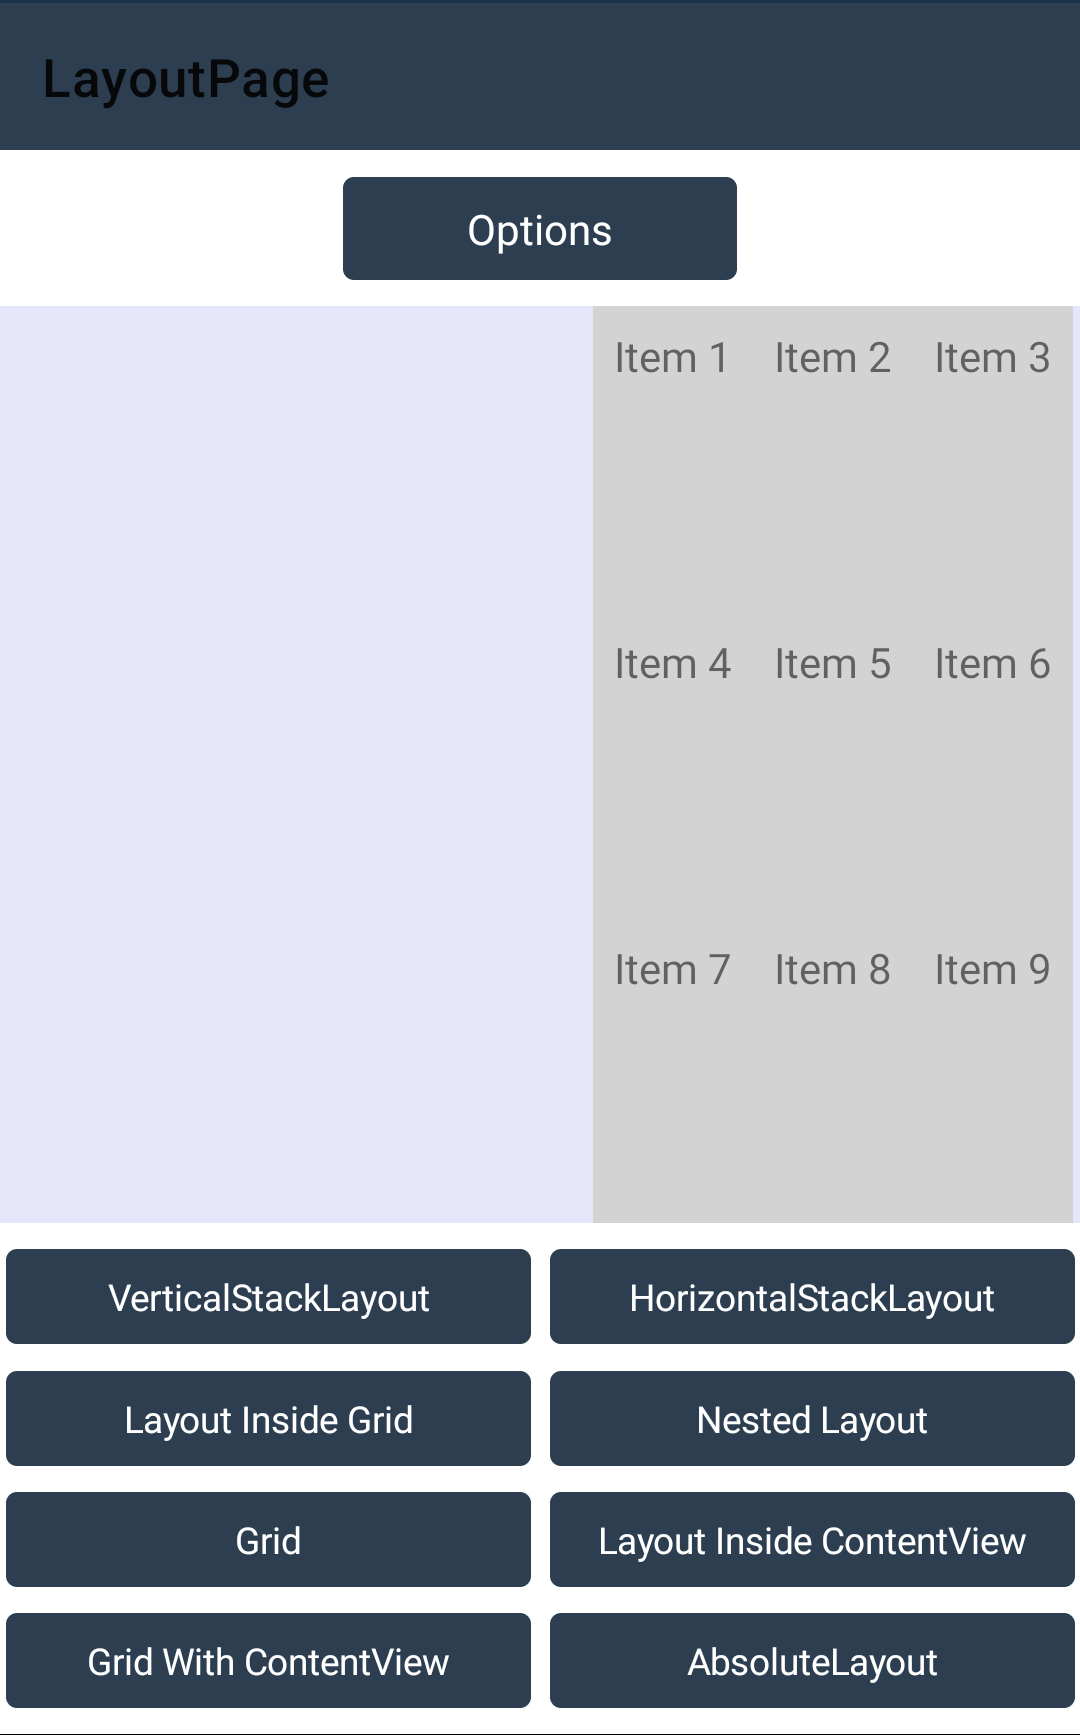 LayoutPage
Options
Item 1 Item 2 Item 3
Item 4 Item 5 Item 6
Item 7 Item 8 Item 9
VerticalStackLayout HorizontalStackLayout
Layout Inside Grid Nested Layout
Grid Layout Inside ContentView
Grid With ContentView AbsoluteLayout